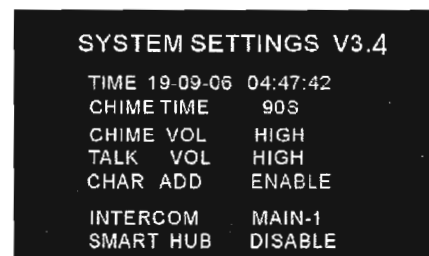 SYSTEM SETTINGS V3.4
TIME 19-09-06 04:47:42
CHIME TIME 90S
CHIME VOL HIGH
TALK VOL HIGH
CHAR ADD ENABLE
INTERCOM MAIN-1
SMART HUB DISABLE